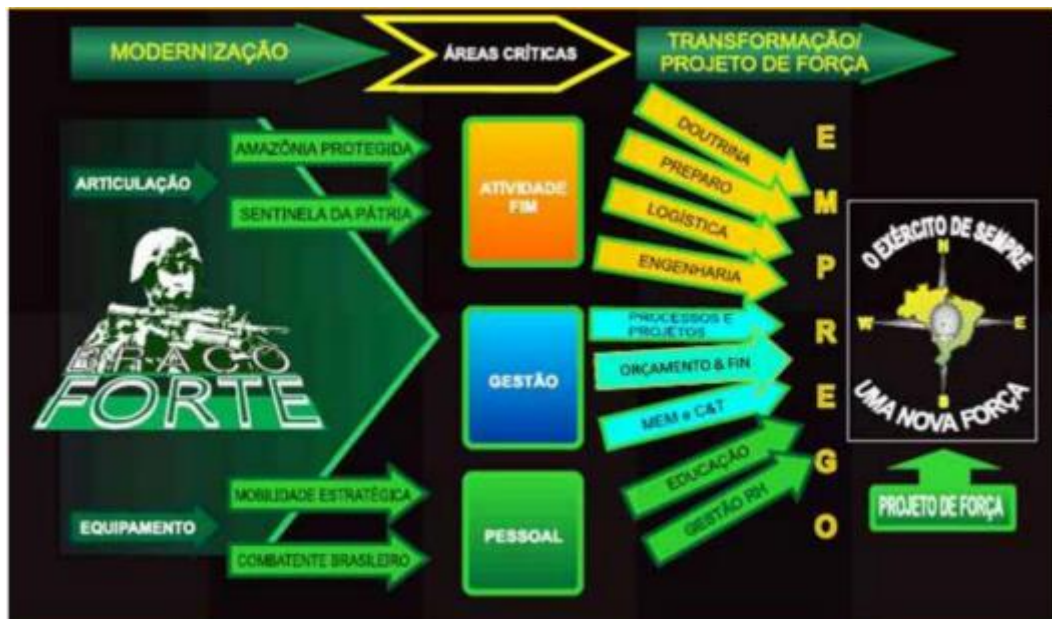 MODERNIZAÇÃO
ÁREAS CRÍTICAS
TRANSFORMAÇÃO/
PROJETO DE FORÇA
ARTICULAÇÃO
AMAZÔNIA PROTEGIDA
SENTINELA DA PÁTRIA
BRAÇO
FORTE
EQUIPAMENTO
MOBILIDADE ESTRATÉGICA
COMBATENTE BRASILEIRO
ATIVIDADE
FIM
GESTÃO
PESSOAL
DOUTRINA
PREPARO
LOGÍSTICA
ENGENHARIA
PROCESSOS E
PROJETOS
ORÇAMENTO & FIN
MEM e C&T
EDUCAÇÃO
GESTÃO RH
EMPREGO
O EXÉRCITO DE SEMPRE
N
W
E
S
UMA NOVA FORÇA
PROJETO DE FORÇA